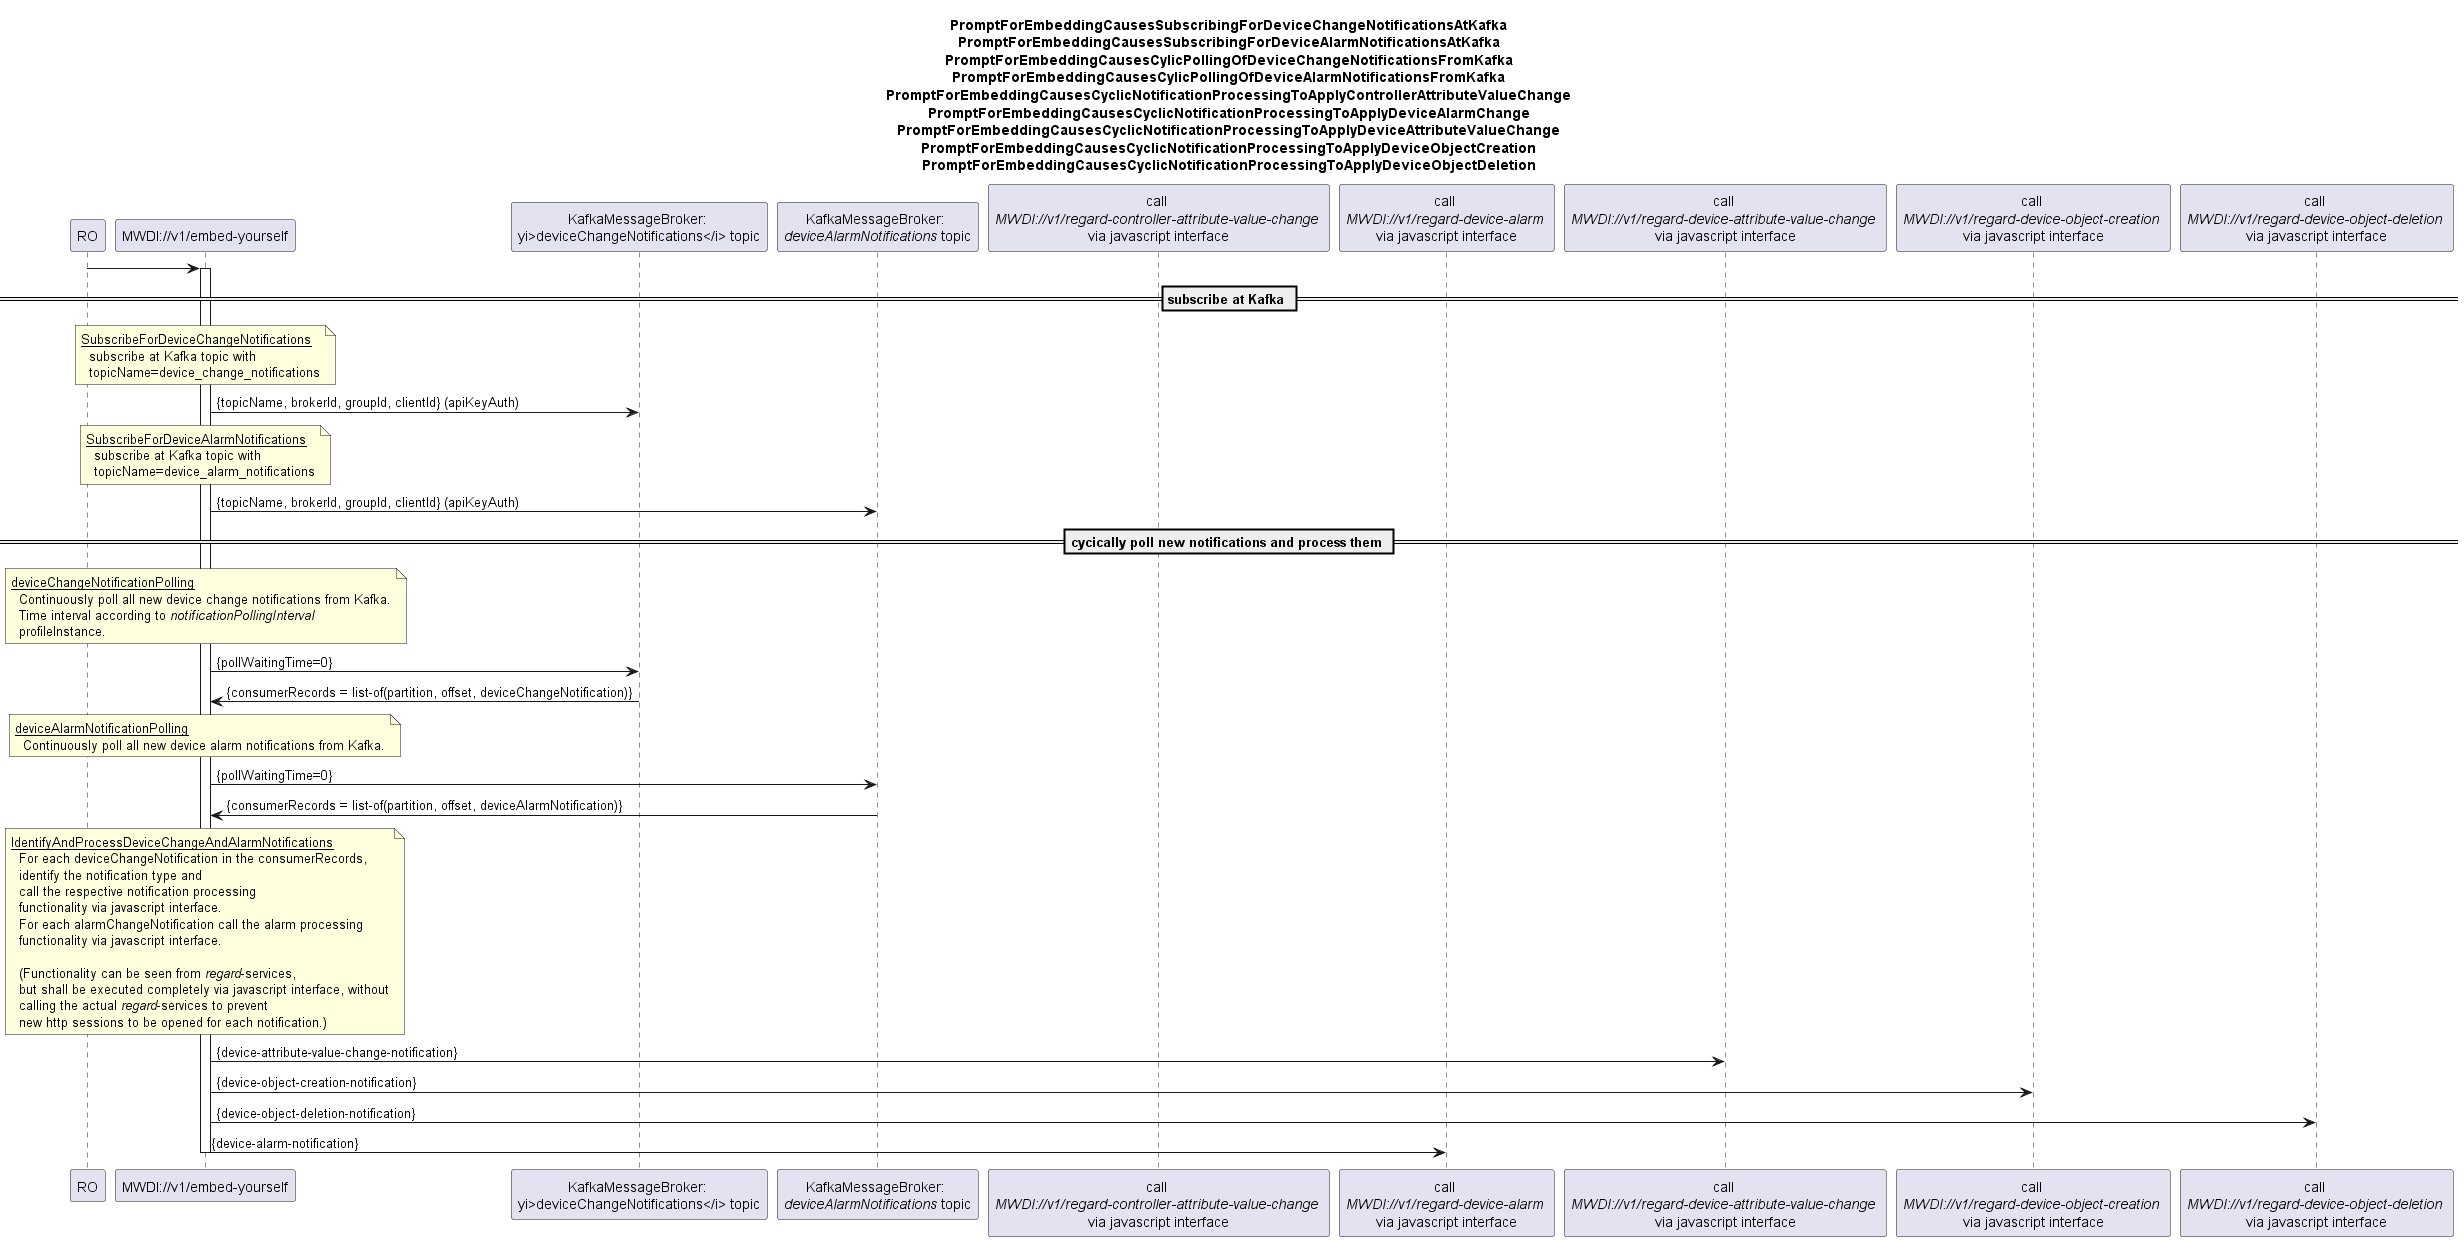 PromptForEmbeddingCausesSubscribingForDeviceChangeNotificationsAtKafka
PromptForEmbeddingCausesSubscribingForDeviceAlarmNotificationsAtKafka
PromptForEmbeddingCausesCylicPollingOfDeviceChangeNotificationsFromKafka
PromptForEmbeddingCausesCylicPollingOfDeviceAlarmNotificationsFromKafka
PromptForEmbeddingCausesCyclicNotificationProcessingToApplyControllerAttributeValueChange
PromptForEmbeddingCausesCyclicNotificationProcessingToApplyDeviceAlarmChange
PromptForEmbeddingCausesCyclicNotificationProcessingToApplyDeviceAttributeValueChange
PromptForEmbeddingCausesCyclicNotificationProcessingToApplyDeviceObjectCreation
PromptForEmbeddingCausesCyclicNotificationProcessingToApplyDeviceObjectDeletion
RO
MWDI://v1/embed-yourself
KafkaMessageBroker:
yi>deviceChangeNotifications</i> topic
KafkaMessageBroker:
deviceAlarmNotifications topic
call
MWDI://v1/regard-controller-attribute-value-change
via javascript interface
call
MWDI://v1/regard-device-alarm
via javascript interface
call
MWDI://v1/regard-device-attribute-value-change
via javascript interface
call
MWDI://v1/regard-device-object-creation
via javascript interface
call
MWDI://v1/regard-device-object-deletion
via javascript interface
subscribe at Kafka
SubscribeForDeviceChangeNotifications
subscribe at Kafka topic with
topicName=device_change_notifications
{topicName, brokerId, groupId, clientId} (apiKeyAuth)
SubscribeForDeviceAlarmNotifications
subscribe at Kafka topic with
topicName=device_alarm_notifications
{topicName, brokerId, groupId, clientId} (apiKeyAuth)
cycically poll new notifications and process them
deviceChangeNotificationPolling
Continuously poll all new device change notifications from Kafka.
Time interval according to notificationPollingInterval
profileInstance.
{pollWaitingTime=0}
{consumerRecords = list-of(partition, offset, deviceChangeNotification)}
deviceAlarmNotificationPolling
Continuously poll all new device alarm notifications from Kafka.
{pollWaitingTime=0}
{consumerRecords = list-of(partition, offset, deviceAlarmNotification)}
IdentifyAndProcessDeviceChangeAndAlarmNotifications
For each deviceChangeNotification in the consumerRecords,
identify the notification type and
call the respective notification processing
functionality via javascript interface.
For each alarmChangeNotification call the alarm processing
functionality via javascript interface.
(Functionality can be seen from regard-services,
but shall be executed completely via javascript interface, without
calling the actual regard-services to prevent
new http sessions to be opened for each notification.)
{device-attribute-value-change-notification}
{device-object-creation-notification}
{device-object-deletion-notification}
{device-alarm-notification}
RO
MWDI://v1/embed-yourself
KafkaMessageBroker:
yi>deviceChangeNotifications</i> topic
KafkaMessageBroker:
deviceAlarmNotifications topic
call
MWDI://v1/regard-controller-attribute-value-change
via javascript interface
call
MWDI://v1/regard-device-alarm
via javascript interface
call
MWDI://v1/regard-device-attribute-value-change
via javascript interface
call
MWDI://v1/regard-device-object-creation
via javascript interface
call
MWDI://v1/regard-device-object-deletion
via javascript interface